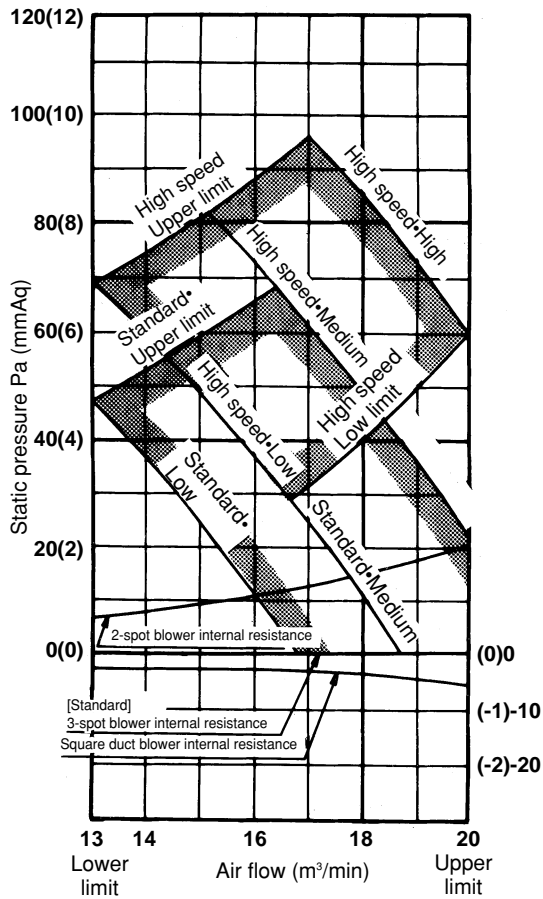 120(12)
100(10)
80(8)
60(6)
40(4)
20(2)
0(0)
Static pressure Pa (mmAq)
High speed
Upper limit
High speed•High
High speed•Medium
Standard•
Upper limit
High speed•Low
High speed
Low limit
Standard•
Low
Standard•Medium
2-spot blower internal resistance
(0)0
[Standard]
3-spot blower internal resistance
(-1)-10
Square duct blower internal resistance
(-2)-20
13 14 16 18 20
Lower
limit
Air flow (m³/min)
Upper
limit